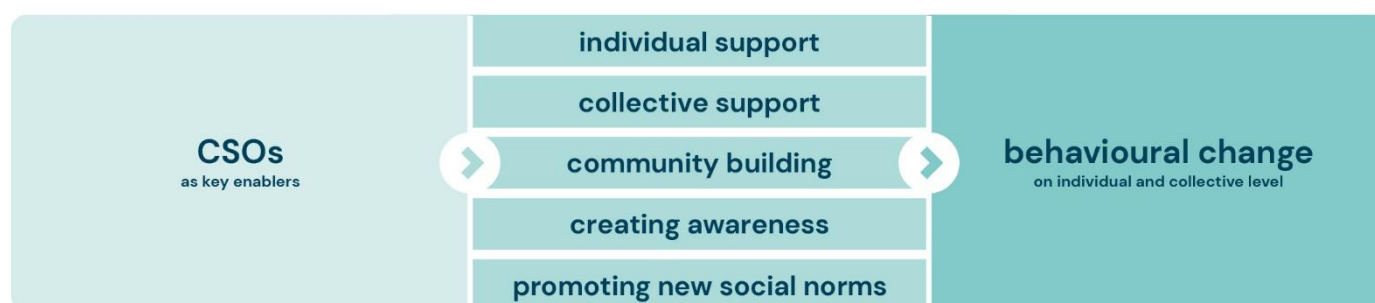 CSOs
as key enablers
individual support
collective support
community building
creating awareness
promoting new social norms
behavioural change
on individual and collective level